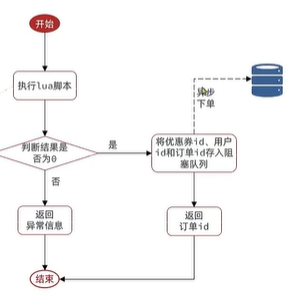 开始
执行lua脚本
判断结果是
否为0
是
否
异步
下单
将优惠券id、用户
id和订单id存入阻
塞队列
返回
异常信息
返回
订单id
结束